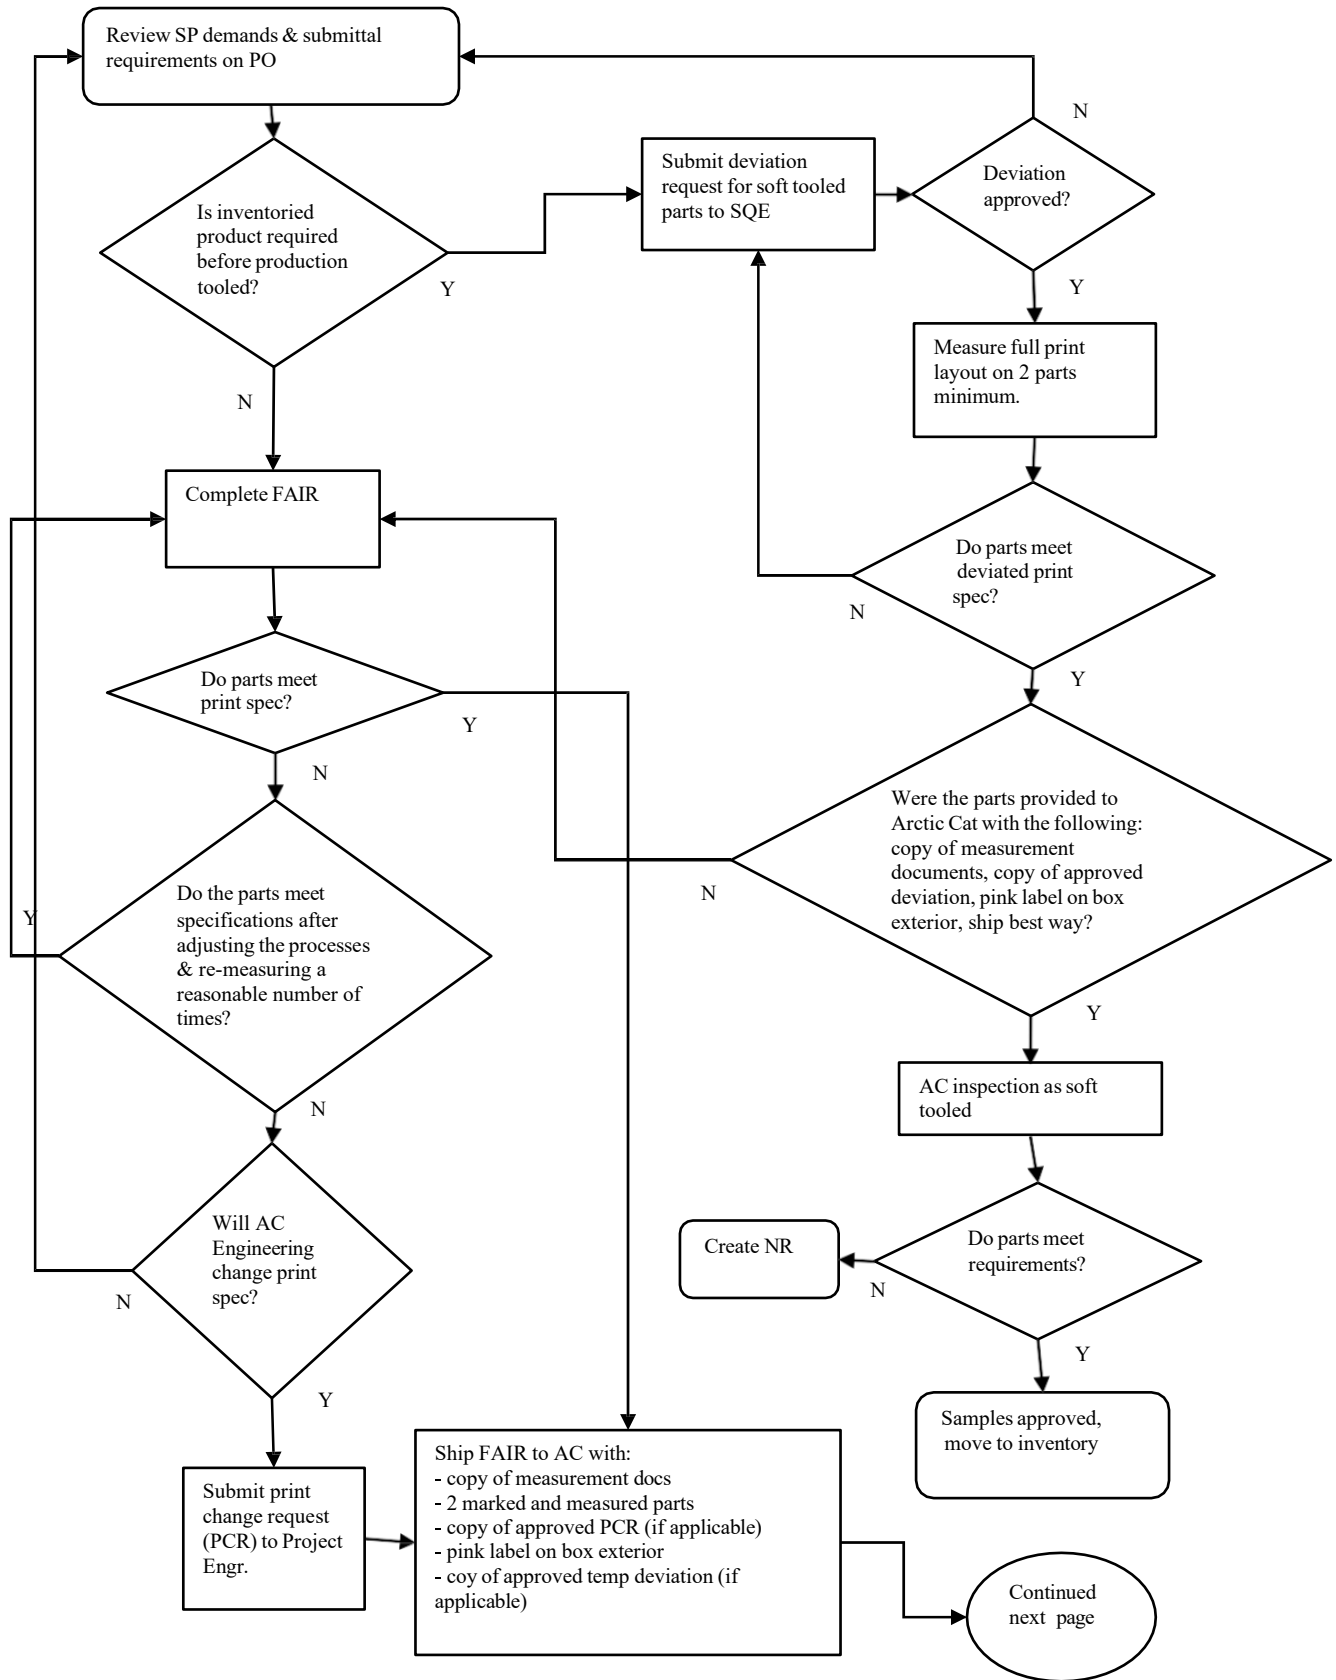 Review SP demands & submittal
requirements on PO
N
Submit deviation
request for soft tooled
parts to SQE
Deviation
approved?
Is inventoried
product required
before production
tooled?
Y
Y
Measure full print
layout on 2 parts
minimum.
N
Complete FAIR
Do parts meet
deviated print
spec?
N
Y
Do parts meet
print spec?
Y
N
Were the parts provided to
Arctic Cat with the following:
copy of measurement
documents, copy of approved
deviation, pink label on box
exterior, ship best way?
N
Y
Do the parts meet
specifications after
adjusting the processes
& re-measuring a
reasonable number of
times?
Y
N
AC inspection as soft
tooled
Will AC
Engineering
change print
spec?
N
Y
Create NR
Do parts meet
requirements?
N
Y
Samples approved,
move to inventory
Submit print
change request
(PCR) to Project
Engr.
Ship FAIR to AC with:
- copy of measurement docs
- 2 marked and measured parts
- copy of approved PCR (if applicable)
- pink label on box exterior
- coy of approved temp deviation (if
applicable)
Continued
next page